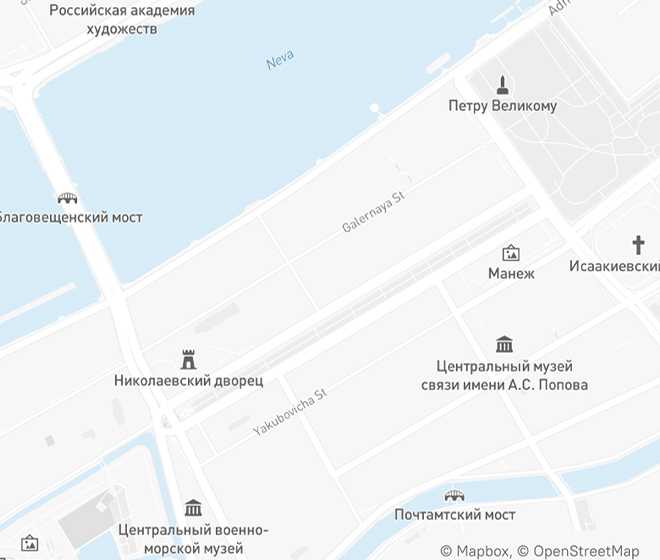 Российская академия
художеств
Neva
Петру Великому
Благовещенский мост
Galernaya St
Манеж
Исаакиевский
Николаевский дворец
Центральный музей
связи имени А.С. Попова
Yakubovicha St
Почтамтский мост
Центральный военно-
морской музей
© Mapbox, © OpenStreetMap